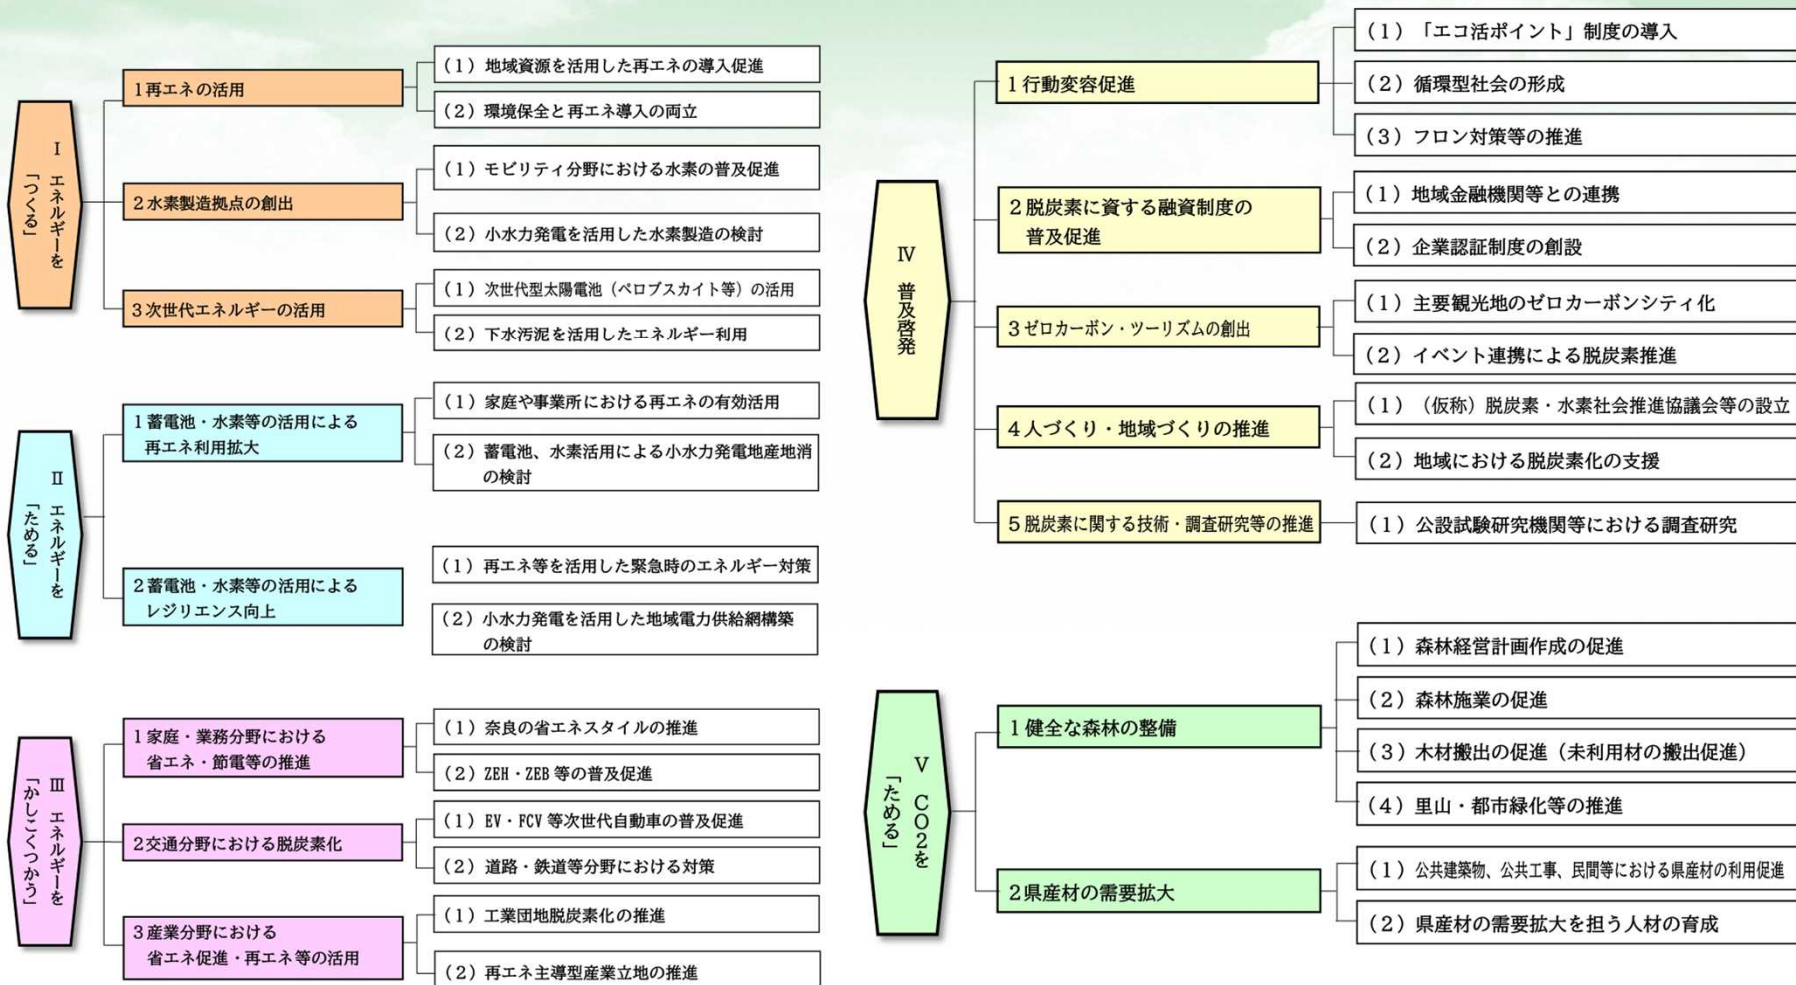 Ⅰ エネルギーを
「つくる」
1再エネの活用
(1) 地域資源を活用した再エネの導入促進
(2) 環境保全と再エネ導入の両立
2水素製造拠点の創出
(1) モビリティ分野における水素の普及促進
(2) 小水力発電を活用した水素製造の検討
3次世代エネルギーの活用
(1) 次世代型太陽電池（ペロブスカイト等）の活用
(2) 下水汚泥を活用したエネルギー利用
Ⅱ エネルギーを
「ためる」
1蓄電池・水素等の活用による
再エネ利用拡大
(1) 家庭や事業所における再エネの有効活用
(2) 蓄電池、水素活用による小水力発電地産地消
の検討
2蓄電池・水素等の活用による
レジリエンス向上
(1) 再エネ等を活用した緊急時のエネルギー対策
(2) 小水力発電を活用した地域電力供給網構築
の検討
Ⅲ エネルギーを
「かしこくつかう」
1家庭・業務分野における
省エネ・節電等の推進
(1) 奈良の省エネスタイルの推進
(2) ZEH・ZEB 等の普及促進
2交通分野における脱炭素化
(1) EV・FCV 等次世代自動車の普及促進
(2) 道路・鉄道等分野における対策
3産業分野における
省エネ促進・再エネ等の活用
(1) 工業団地脱炭素化の推進
(2) 再エネ主導型産業立地の推進
Ⅳ 普及啓発
1行動変容促進
(1) 「エコ活ポイント」制度の導入
(2) 循環型社会の形成
(3) フロン対策等の推進
2脱炭素に資する融資制度の
普及促進
(1) 地域金融機関等との連携
(2) 企業認証制度の創設
3ゼロカーボン・ツーリズムの創出
(1) 主要観光地のゼロカーボンシティ化
(2) イベント連携による脱炭素推進
4人づくり・地域づくりの推進
(1) （仮称）脱炭素・水素社会推進協議会等の設立
(2) 地域における脱炭素化の支援
5脱炭素に関する技術・調査研究等の推進
(1) 公設試験研究機関等における調査研究
Ⅴ CO2を
「ためる」
1健全な森林の整備
(1) 森林経営計画作成の促進
(2) 森林施業の促進
(3) 木材搬出の促進（未利用材の搬出促進）
(4) 里山・都市緑化等の推進
2県産材の需要拡大
(1) 公共建築物、公共工事、民間等における県産材の利用促進
(2) 県産材の需要拡大を担う人材の育成